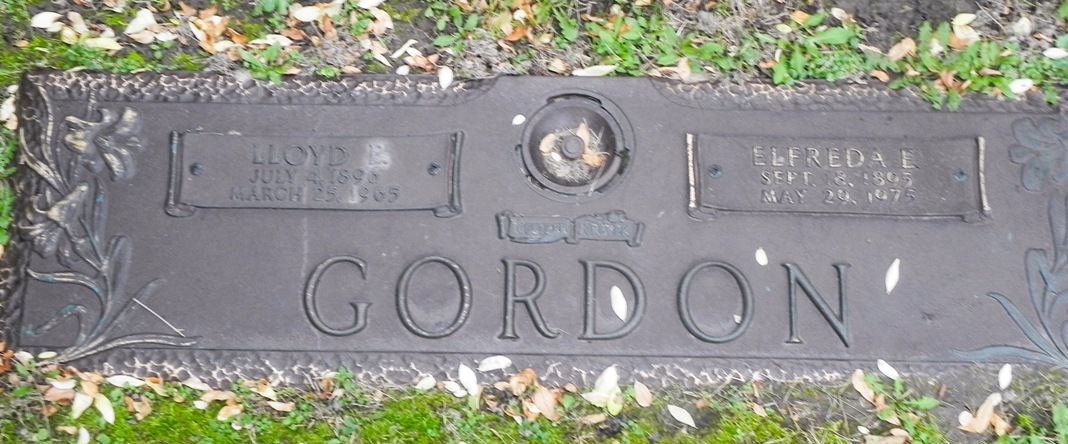 LLOYD E.
JULY 4, 1896
MARCH 25, 1965
ELFREDA E.
SEPT. 18, 1895
MAY 29, 1975
GORDON